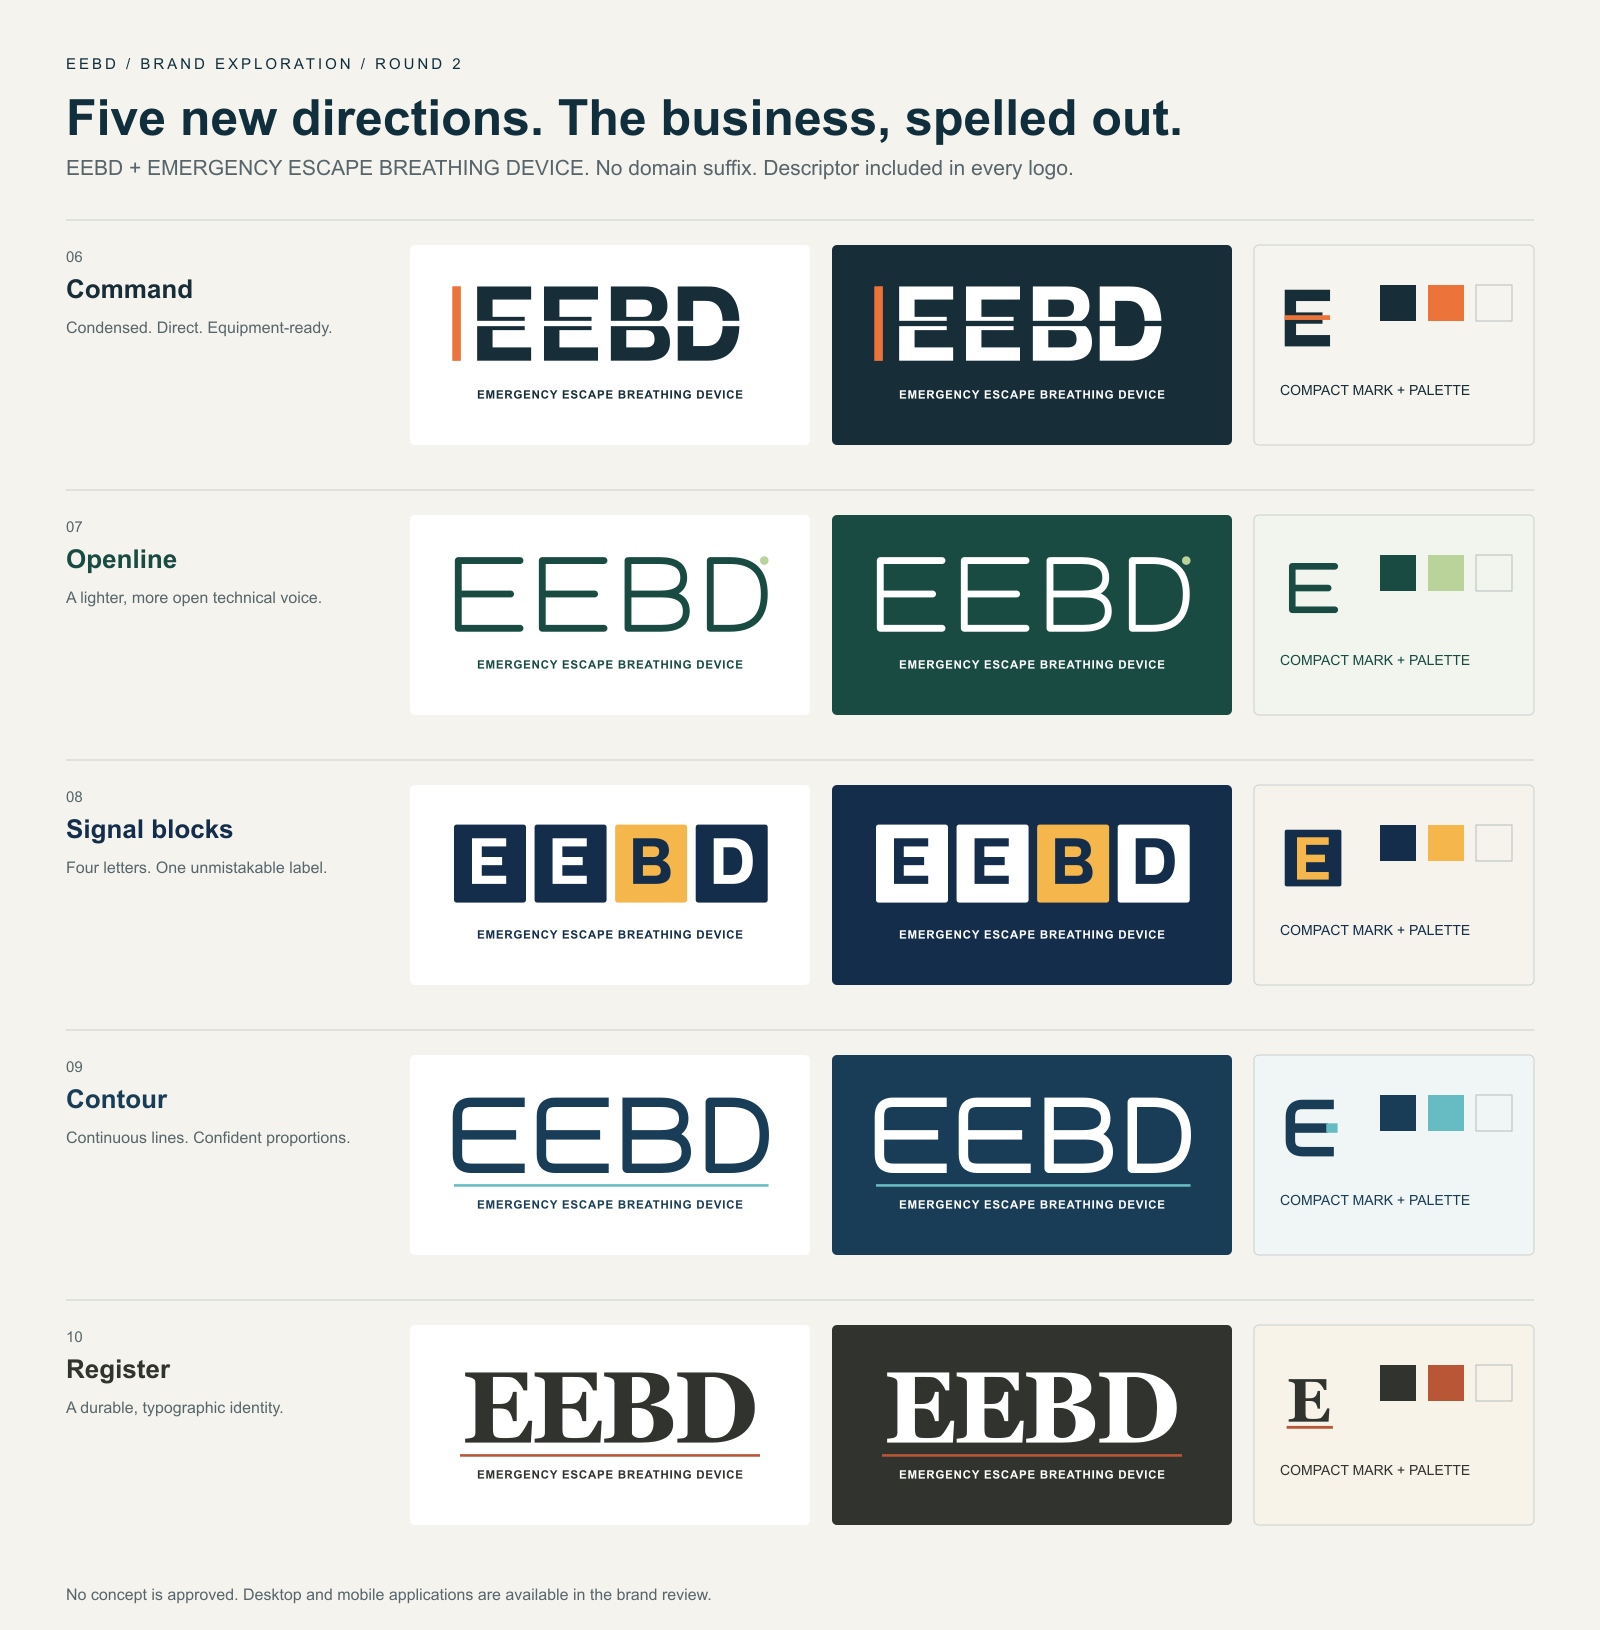 EEBD / BRAND EXPLORATION / ROUND 2
Five new directions. The business, spelled out.
EEBD + EMERGENCY ESCAPE BREATHING DEVICE. No domain suffix. Descriptor included in every logo.
06
Command
Condensed. Direct. Equipment-ready.
EEBD
EMERGENCY ESCAPE BREATHING DEVICE
EEBD
EMERGENCY ESCAPE BREATHING DEVICE
E
COMPACT MARK + PALETTE
07
Openline
A lighter, more open technical voice.
EEBD
EMERGENCY ESCAPE BREATHING DEVICE
EEBD
EMERGENCY ESCAPE BREATHING DEVICE
E
COMPACT MARK + PALETTE
08
Signal blocks
Four letters. One unmistakable label.
EEBD
EMERGENCY ESCAPE BREATHING DEVICE
EEBD
EMERGENCY ESCAPE BREATHING DEVICE
E
COMPACT MARK + PALETTE
09
Contour
Continuous lines. Confident proportions.
EEBD
EMERGENCY ESCAPE BREATHING DEVICE
EEBD
EMERGENCY ESCAPE BREATHING DEVICE
E
COMPACT MARK + PALETTE
10
Register
A durable, typographic identity.
EEBD
EMERGENCY ESCAPE BREATHING DEVICE
EEBD
EMERGENCY ESCAPE BREATHING DEVICE
E
COMPACT MARK + PALETTE
No concept is approved. Desktop and mobile applications are available in the brand review.